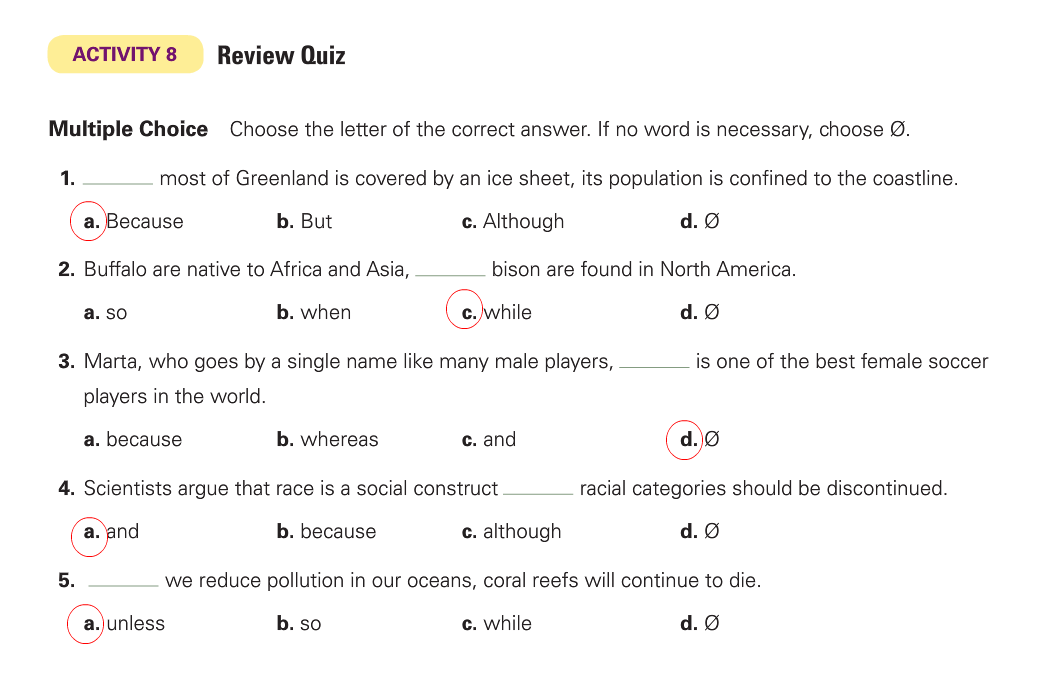 ACTIVITY 8 Review Quiz
Multiple Choice Choose the letter of the correct answer. If no word is necessary, choose Ø.
1. ______ most of Greenland is covered by an ice sheet, its population is confined to the coastline.
a. Because b. But c. Although d. Ø
2. Buffalo are native to Africa and Asia, ______ bison are found in North America.
a. so b. when c. while d. Ø
3. Marta, who goes by a single name like many male players, ______ is one of the best female soccer
players in the world.
a. because b. whereas c. and d. Ø
4. Scientists argue that race is a social construct ______ racial categories should be discontinued.
a. and b. because c. although d. Ø
5. ______ we reduce pollution in our oceans, coral reefs will continue to die.
a. unless b. so c. while d. Ø